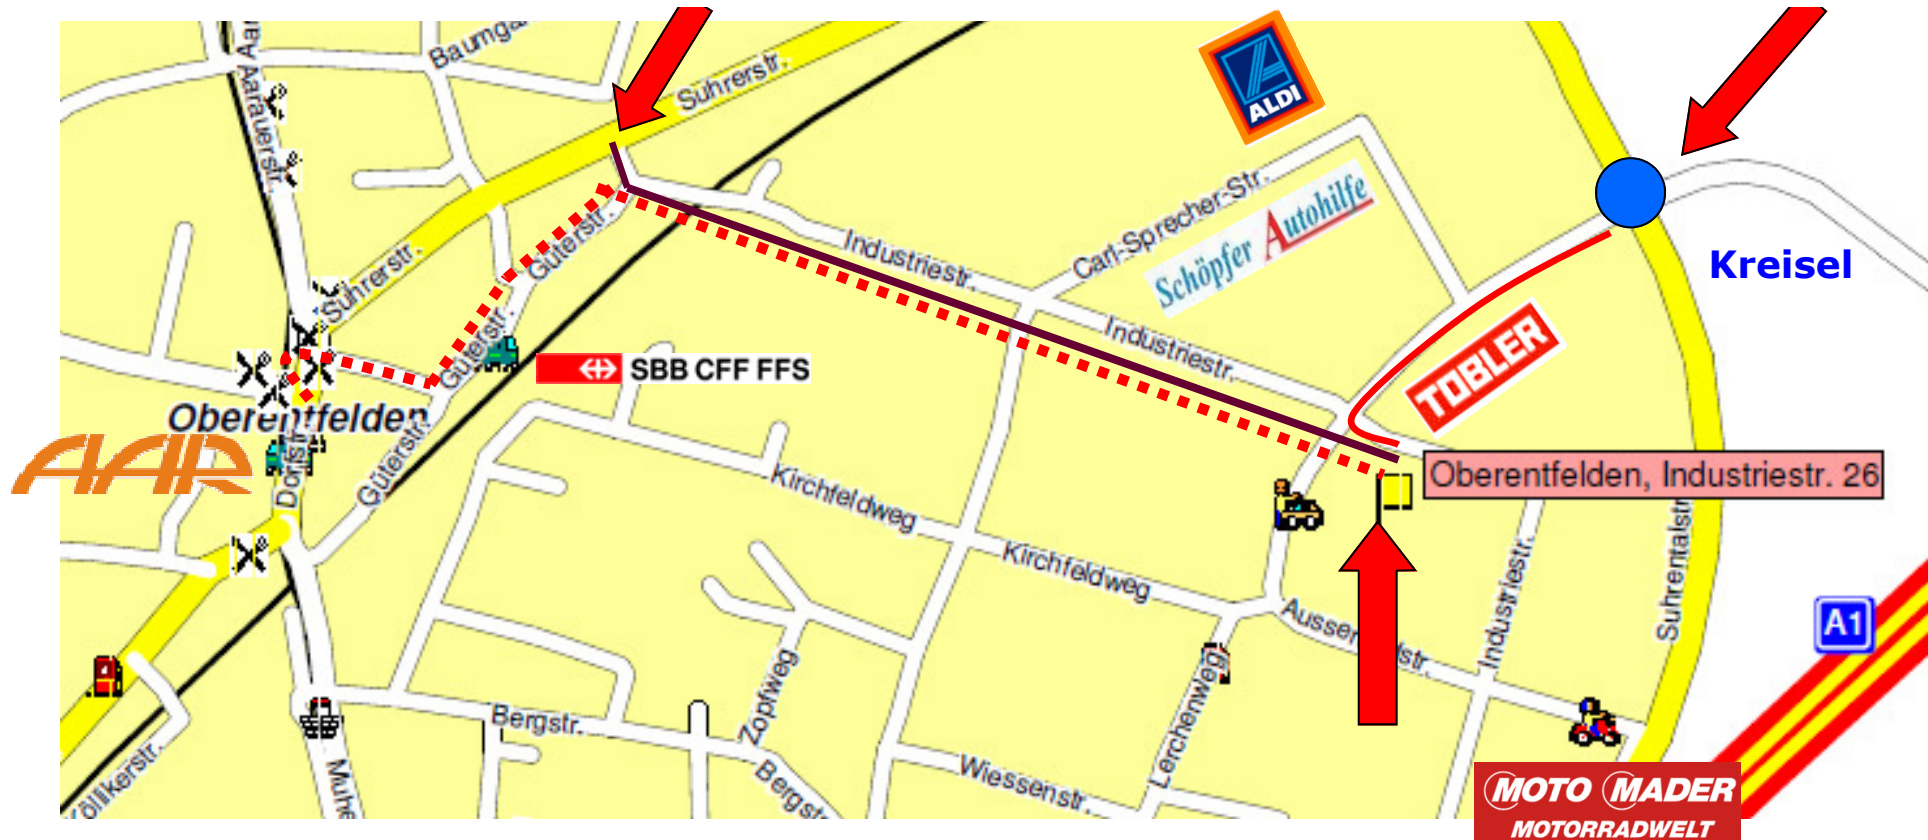 Baumga
Aa
Aarauerstr.
Suhrerstr.
ALDI
Carl-Sprecher-Str.
Schöpfer Autohilfe
Güterstr.
Industriestr.
Suhrerstr.
Kreisel
Güterstr.
Industriestr.
TOBLER
SBB CFF FFS
Oberentfelden
AAR
Dorfstr.
Güterstr.
Kirchfeldweg
Oberentfelden, Industriestr. 26
Kirchfeldweg
Suhrentalstr
Industriestr.
A1
Zopfweg
Lerchenweg
Bergstr.
Wiessenstr.
Bergstr
Muhe
Köllikerstr.
MOTO MADER
MOTORRADWELT